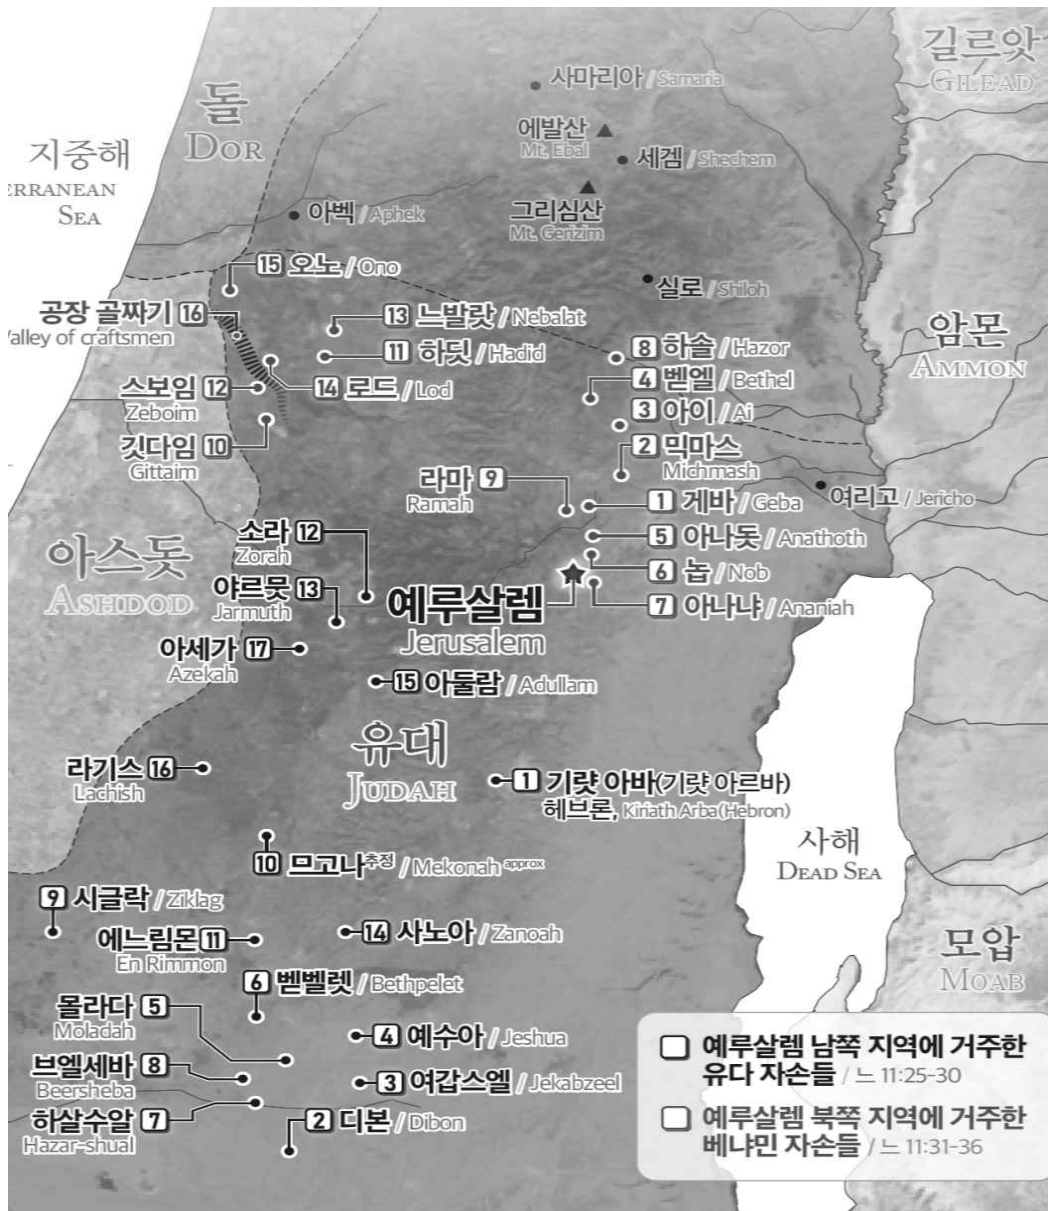 길르앗
GILEAD
사마리아 / Samaria
돌
DOR
에발산
Mt. Ebal
지중해
ERRANEAN
SEA
세겜 / Shechem
아벡 / Aphek
그리심산
Mt. Gerizim
15 오노 / Ono
실로 / Shiloh
공장 골짜기 16
alley of craftsmen
13 느발랏 / Nebalat
암몬
AMMON
11 하딧 / Hadid
8 하솔 / Hazor
스보임 12
Zeboim
14 로드 / Lod
4 벧엘 / Bethel
3 아이 / Ai
깃다임 10
Gittaim
2 믹마스
Michmash
라마 9
Ramah
1 게바 / Geba
여리고 / Jericho
소라 12
Zorah
5 아나돗 / Anathoth
아스돗
ASHDOD
6 놉 / Nob
야르뭇 13
Jarmuth
예루살렘
Jerusalem
7 아나냐 / Ananiah
아세가 17
Azekah
15 아둘람 / Adullam
유대
JUDAH
라기스 16
Lachish
1 기럇 아바(기럇 아르바)
헤브론, Kiriath Arba(Hebron)
사해
DEAD SEA
10 므고나추정 / Mekonah approx
9 시글락 / Ziklag
에느림몬 11
En Rimmon
14 사노아 / Zanoah
모압
MOAB
6 벧벨렛 / Bethpelet
몰라다 5
Moladah
4 예수아 / Jeshua
브엘세바 8
Beersheba
3 여갑스엘 / Jekabzeel
하살수알 7
Hazar-shual
2 디본 / Dibon
예루살렘 남쪽 지역에 거주한
유다 자손들 / 느 11:25-30
예루살렘 북쪽 지역에 거주한
베냐민 자손들 / 느 11:31-36